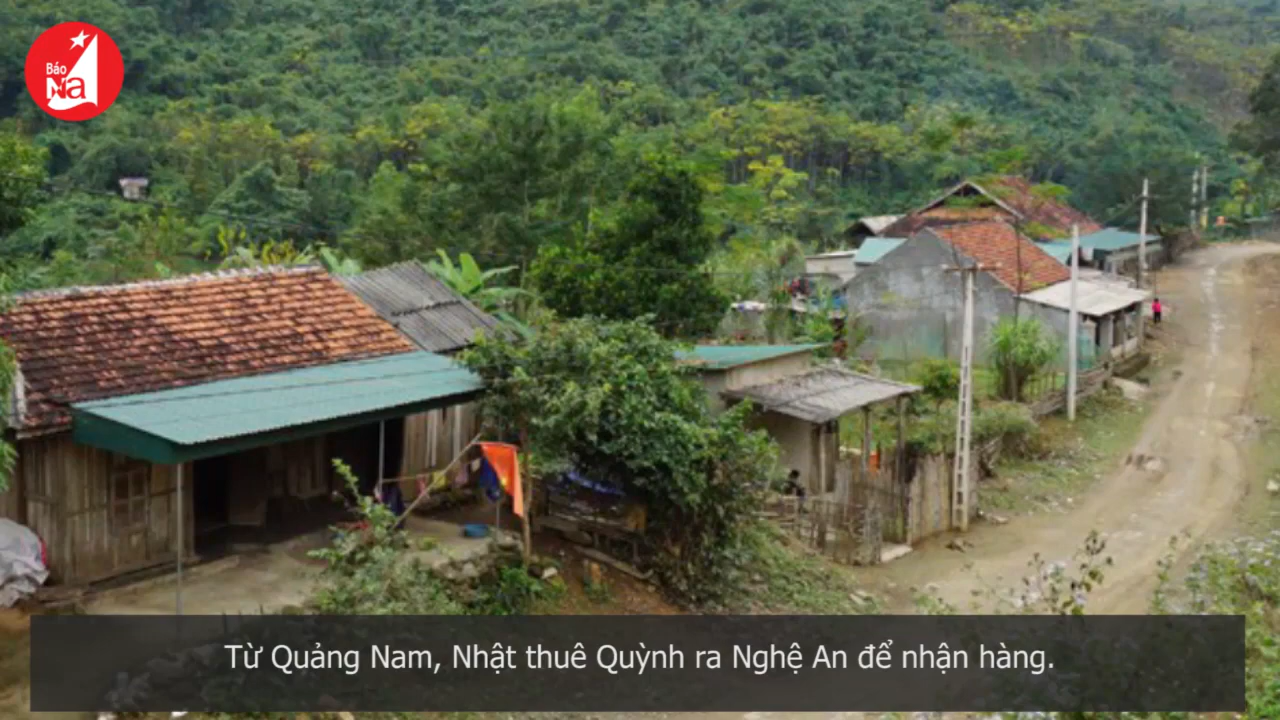 Báo
Na
Từ Quảng Nam, Nhật thuê Quỳnh ra Nghệ An để nhận hàng.